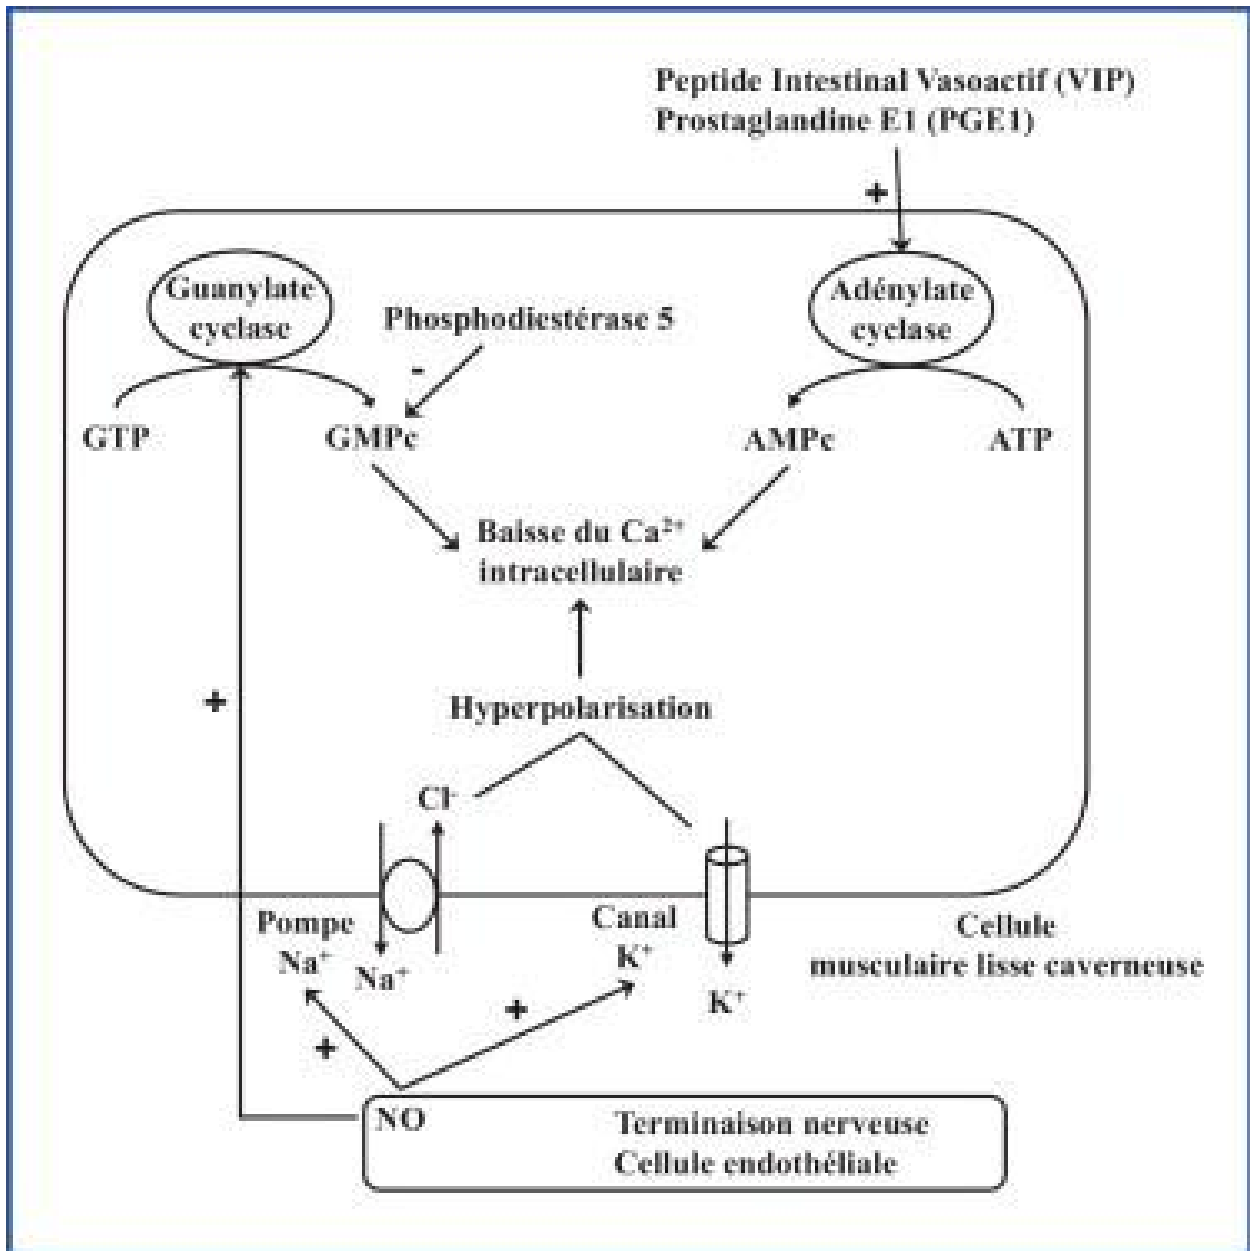 Peptide Intestinal Vasoactif (VIP)
Prostaglandine E1 (PGE1)
+
Guanylate
cyclase
Phosphodiestérase 5
-
Adénylate
cyclase
GTP
GMPc
AMPc
ATP
Baisse du Ca²⁺
intracellulaire
+
Hyperpolarisation
Cl⁻
Pompe
Na⁺
Na⁺
Canal
K⁺
K⁺
Cellule
musculaire lisse caverneuse
+
+
NO
Terminaison nerveuse
Cellule endothéliale